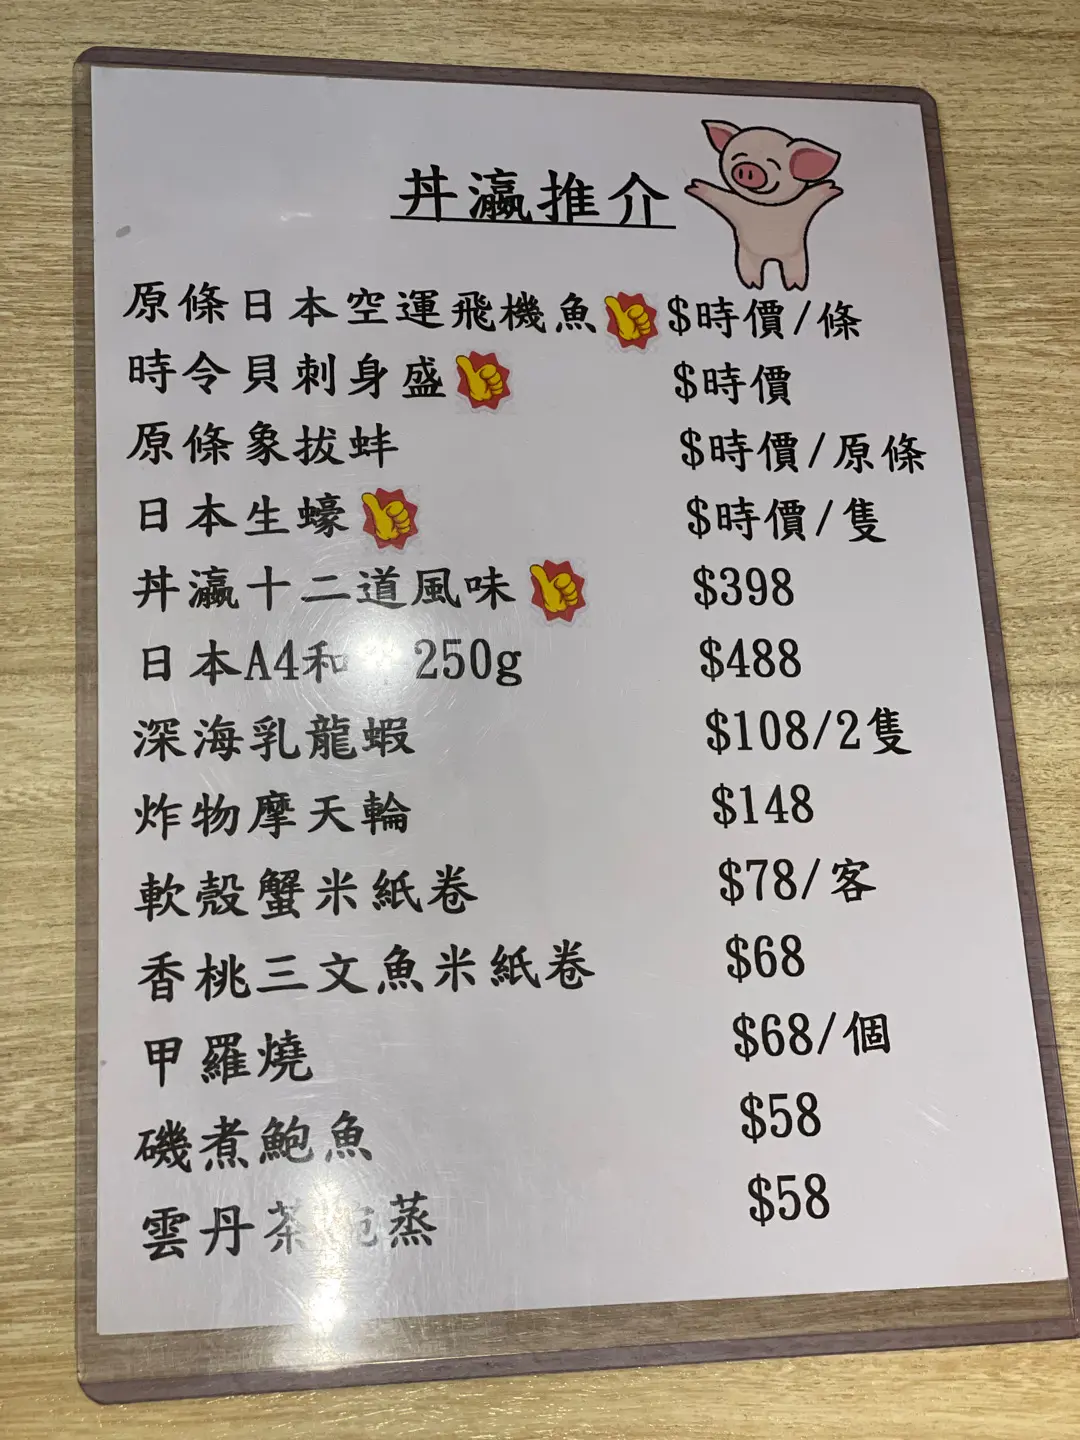 丼瀛推介
原條日本空運飛機魚 $時價/條
時令貝刺身盛 $時價
原條象拔蚌 $時價/原條
日本生蠔 $時價/隻
丼瀛十二道風味 $398
日本A4和 250g $488
深海乳龍蝦 $108/2隻
炸物摩天輪 $148
軟殼蟹米紙卷 $78/客
香桃三文魚米紙卷 $68
甲羅燒 $68/個
磯煮鮑魚 $58
雲丹茶碗蒸 $58